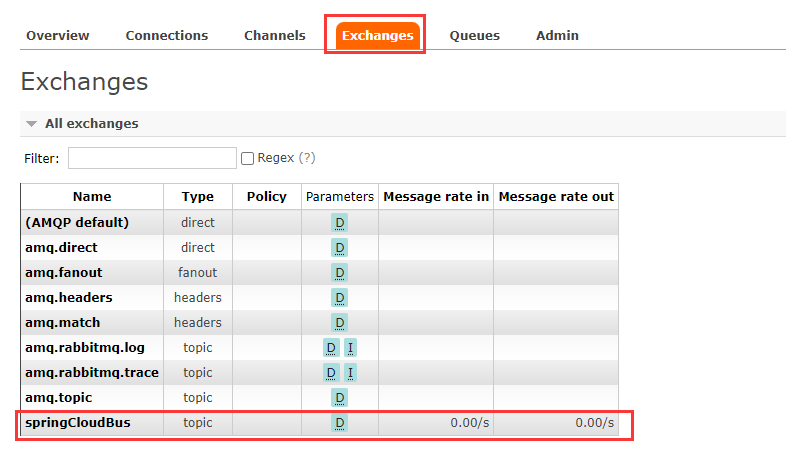 Overview Connections Channels Exchanges Queues Admin
Exchanges
All exchanges
Filter: Regex (?)
Name Type Policy Parameters Message rate in Message rate out
(AMQP default) direct D
amq.direct direct D
amq.fanout fanout D
amq.headers headers D
amq.match headers D
amq.rabbitmq.log topic D I
amq.rabbitmq.trace topic D I
amq.topic topic D
springCloudBus topic D 0.00/s 0.00/s